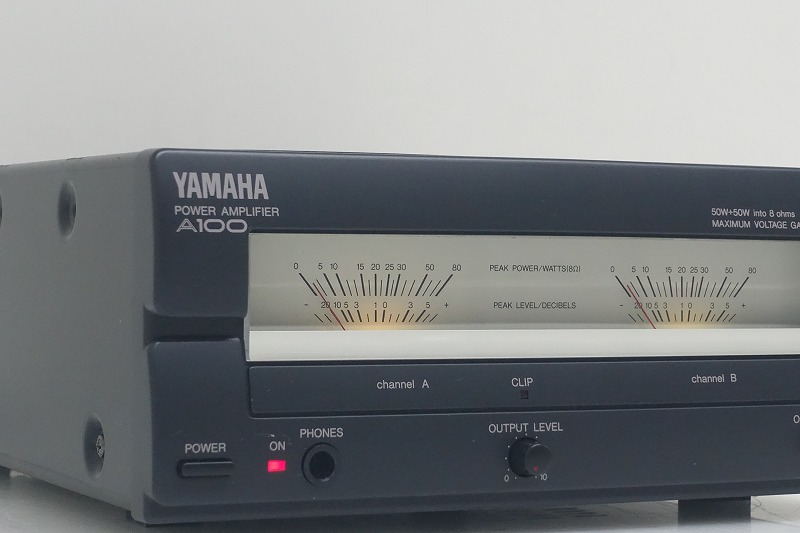 YAMAHA
POWER AMPLIFIER
A100
50W+50W into 8 ohms
MAXIMUM VOLTAGE
0 5 10 15 20 25 30 50 80
PEAK POWER/WATTS(8Ω)
0 5 10 15 20 25 30 50 80
- 20 10 5 3 1 0 3 5 +
PEAK LEVEL/DECIBELS
- 20 10 5 3 1 0 3 5 +
channel A
CLIP
channel B
POWER
ON
PHONES
OUTPUT LEVEL
0 10